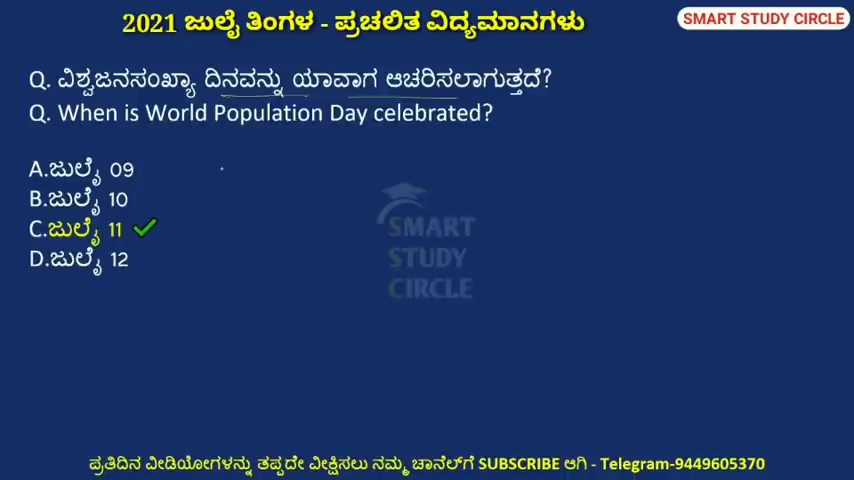 2021 ಜುಲೈ ತಿಂಗಳ - ಪ್ರಚಲಿತ ವಿದ್ಯಮಾನಗಳು
SMART STUDY CIRCLE
Q. ವಿಶ್ವಜನಸಂಖ್ಯಾ ದಿನವನ್ನು ಯಾವಾಗ ಆಚರಿಸಲಾಗುತ್ತದೆ?
Q. When is World Population Day celebrated?
A.ಜುಲೈ 09
B.ಜುಲೈ 10
C.ಜುಲೈ 11
D.ಜುಲೈ 12
SMART
STUDY
CIRCLE
ಪ್ರತಿದಿನ ವೀಡಿಯೋಗಳನ್ನು ತಪ್ಪದೇ ವೀಕ್ಷಿಸಲು ನಮ್ಮ ಚಾನೆಲ್‌ಗೆ SUBSCRIBE ಆಗಿ - Telegram-9449605370